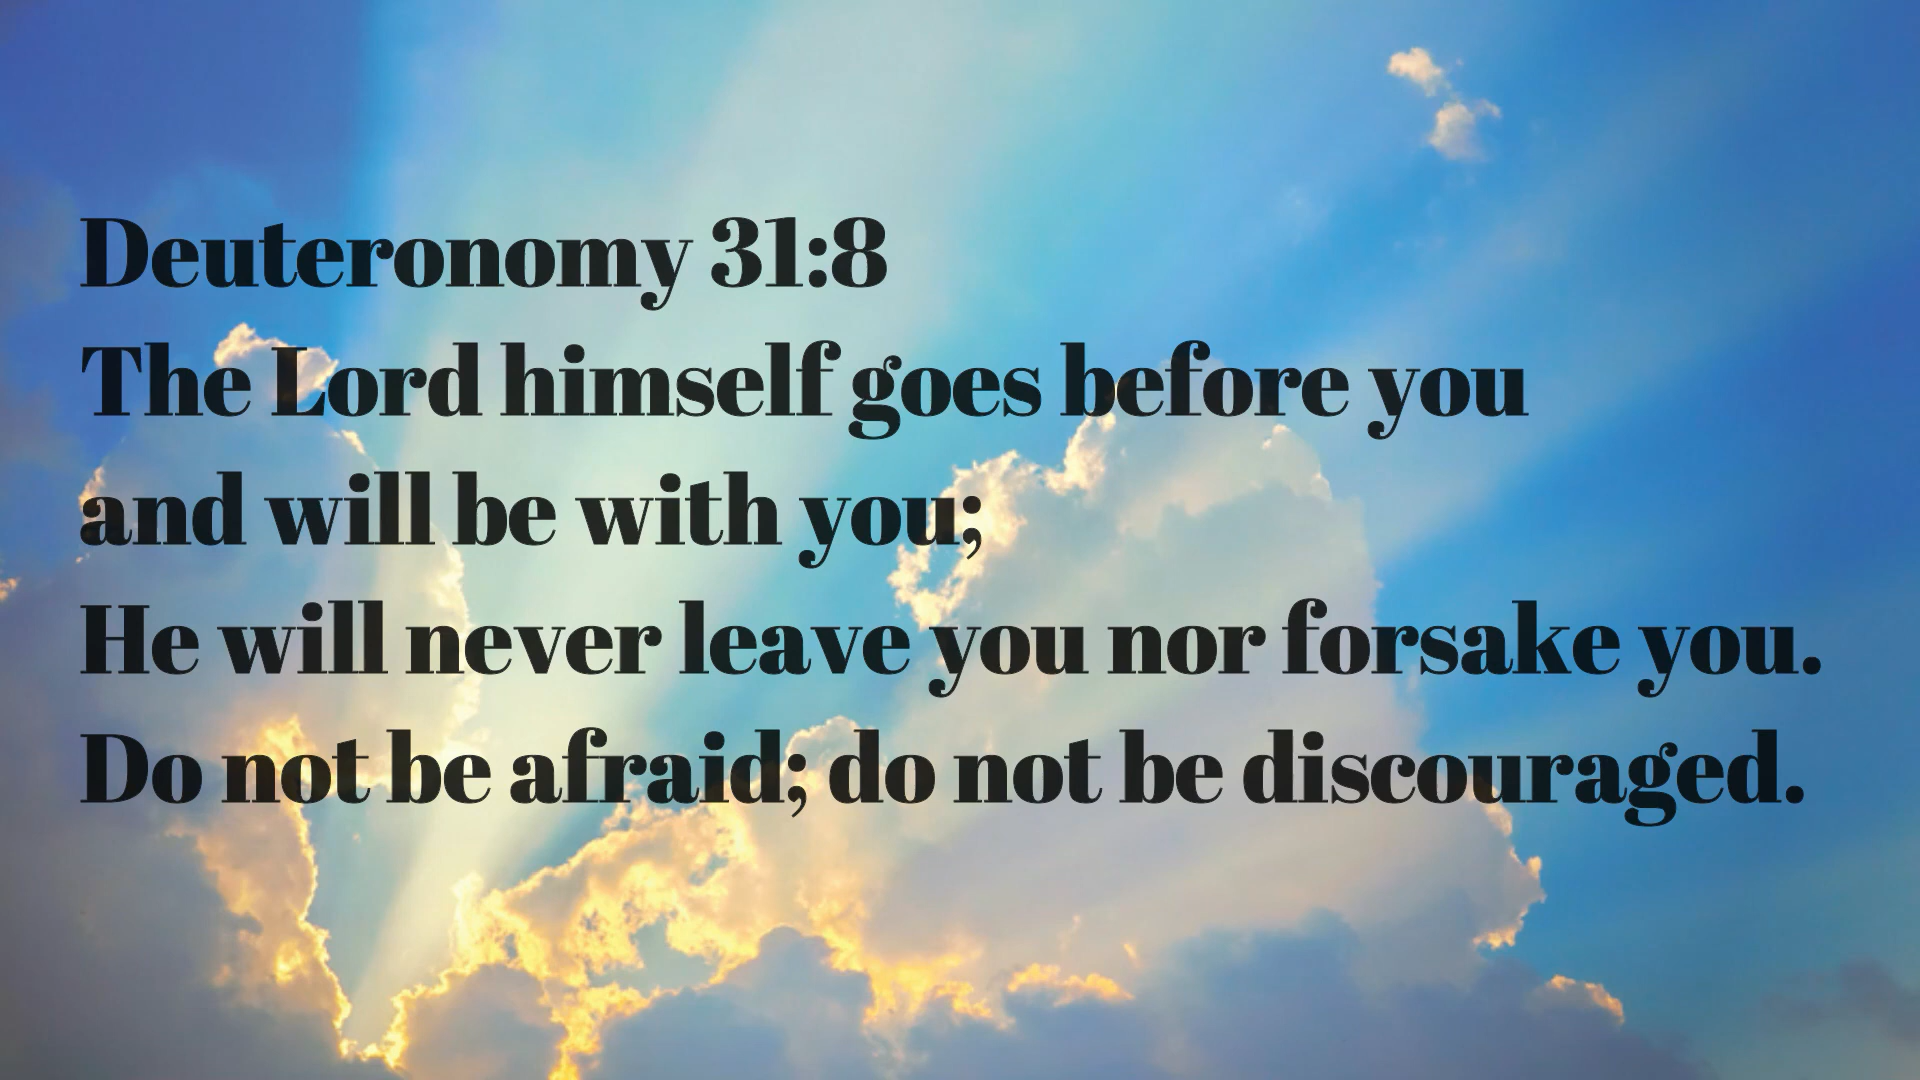 Deuteronomy 31:8
The Lord himself goes before you
and will be with you;
He will never leave you nor forsake you.
Do not be afraid; do not be discouraged.